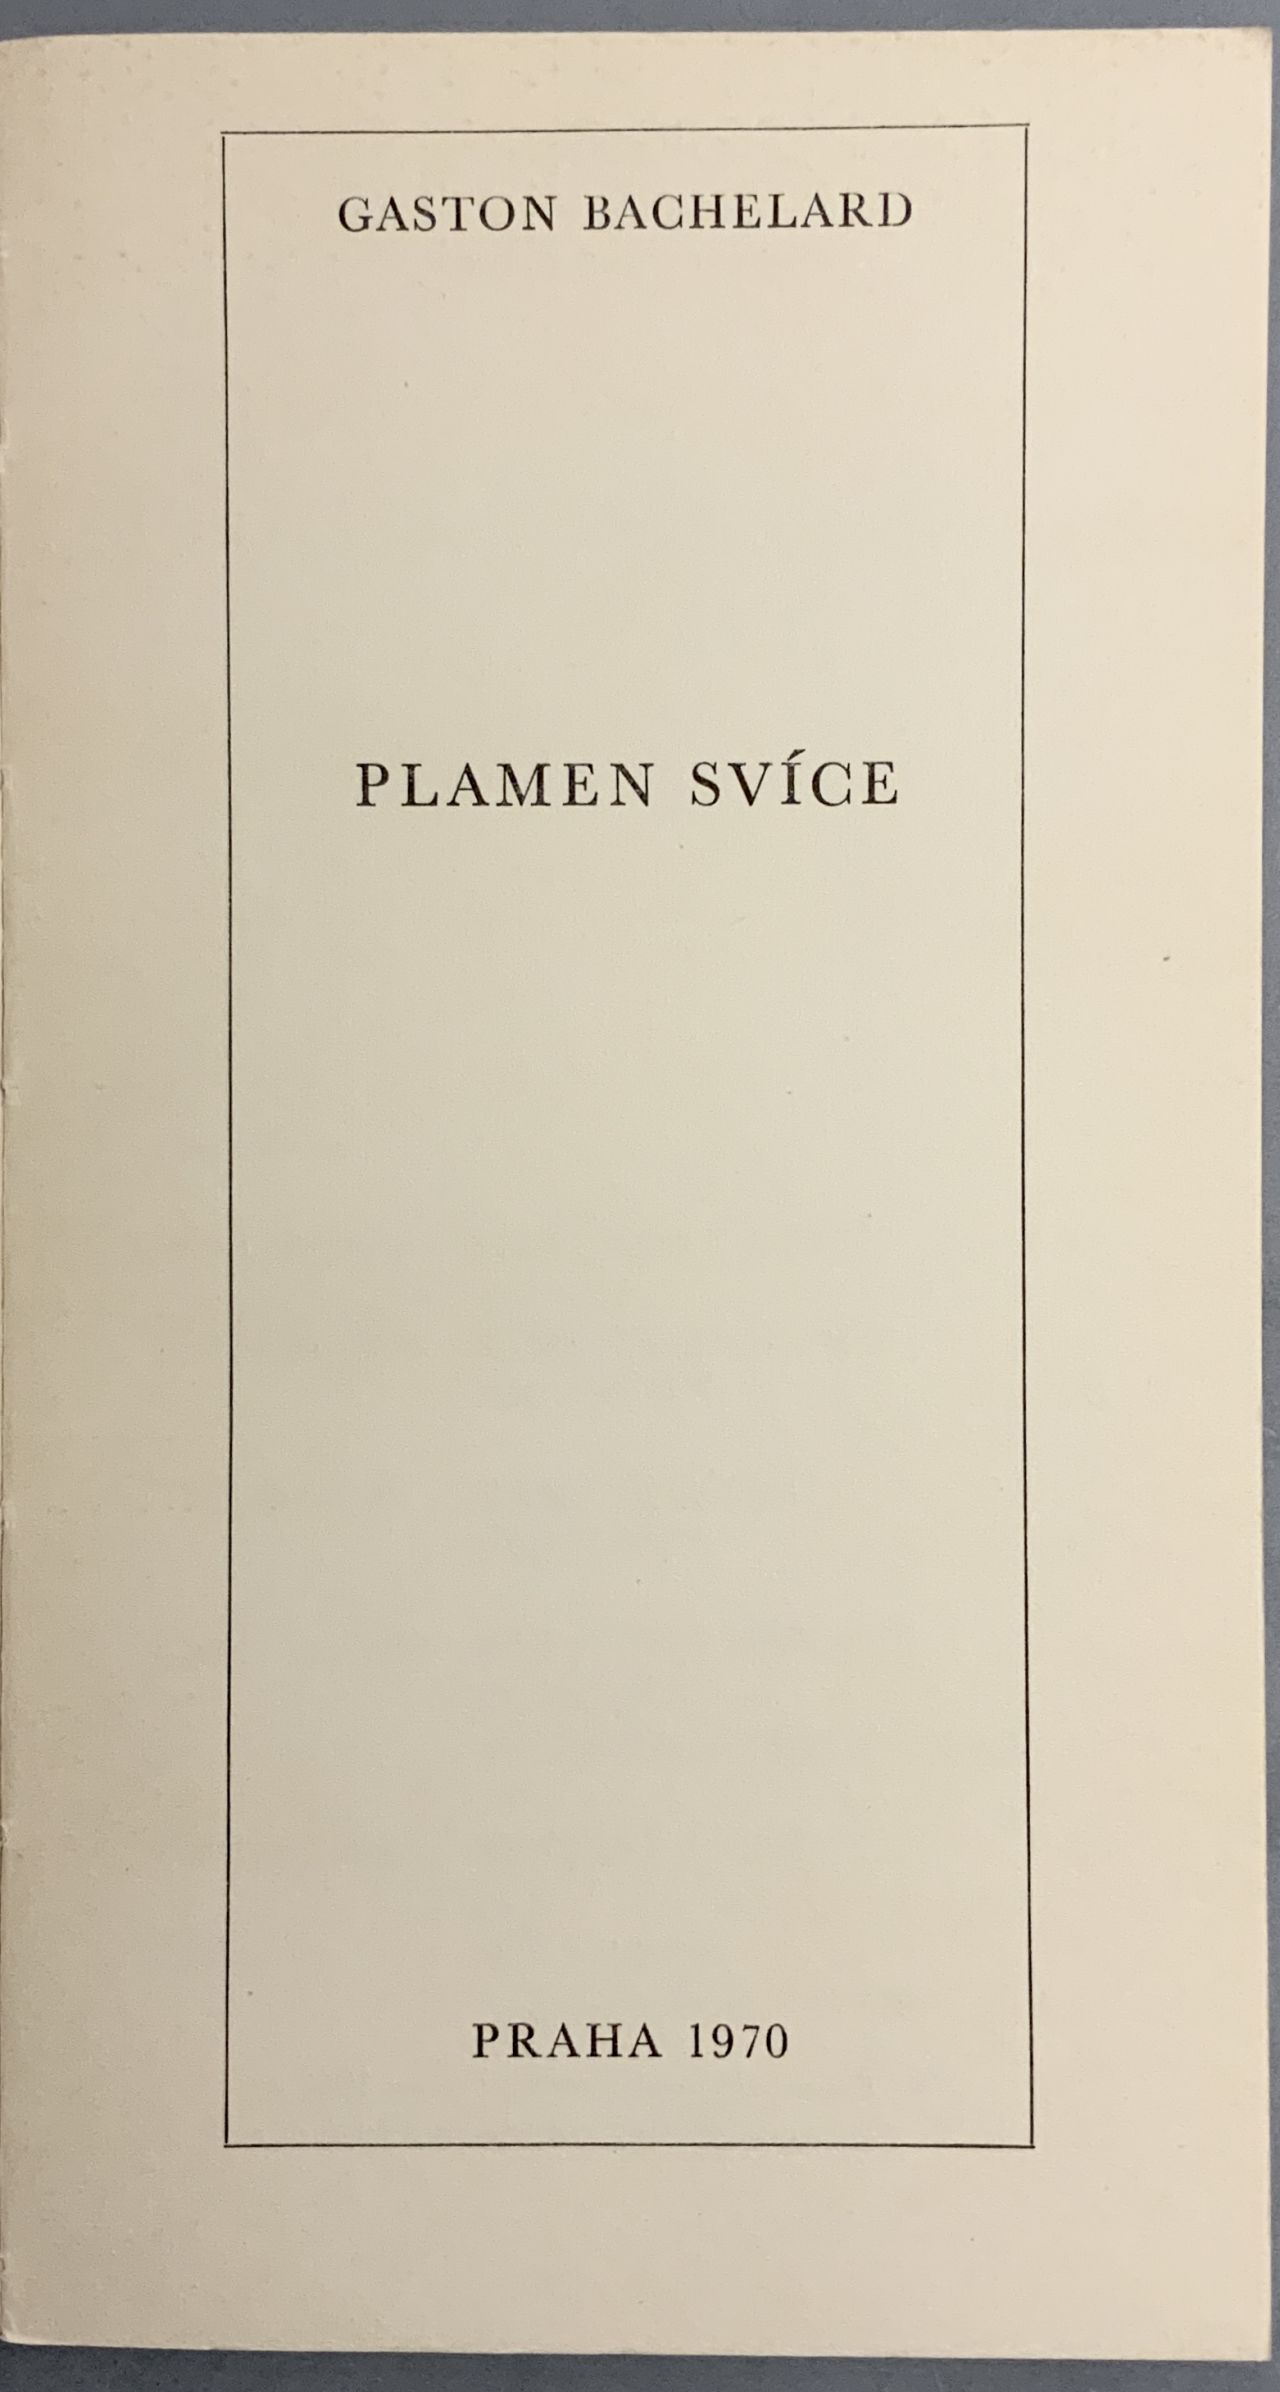 GASTON BACHELARD
PLAMEN SVÍCE
PRAHA 1970